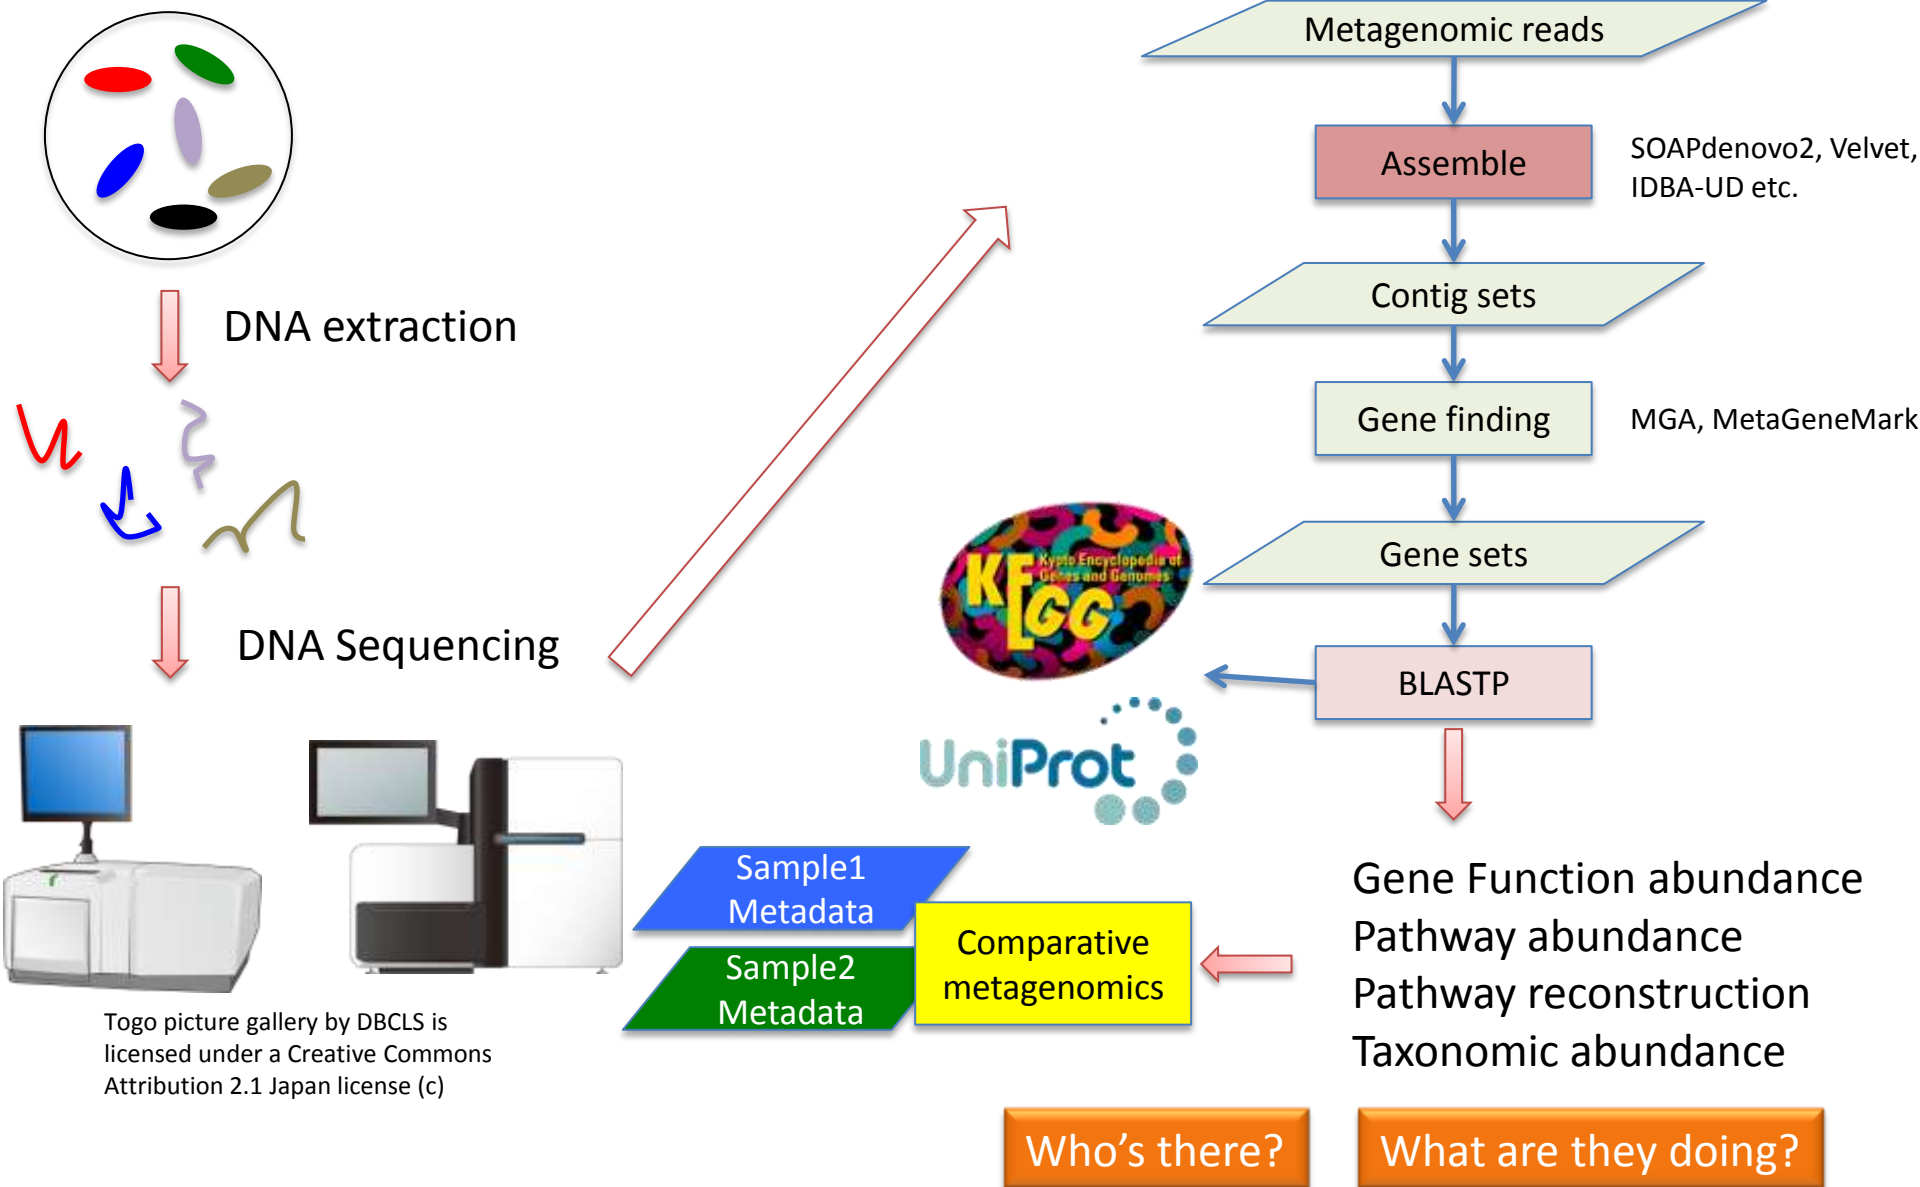 Metagenomic reads
Assemble
SOAPdenovo2, Velvet,
IDBA-UD etc.
Contig sets
DNA extraction
Gene finding
MGA, MetaGeneMark
Gene sets
KEGG
Kyoto Encyclopedia of
Genes and Genomes
DNA Sequencing
BLASTP
UniProt
Sample1
Metadata
Sample2
Metadata
Comparative
metagenomics
Gene Function abundance
Pathway abundance
Pathway reconstruction
Taxonomic abundance
Togo picture gallery by DBCLS is
licensed under a Creative Commons
Attribution 2.1 Japan license (c)
Who’s there?
What are they doing?